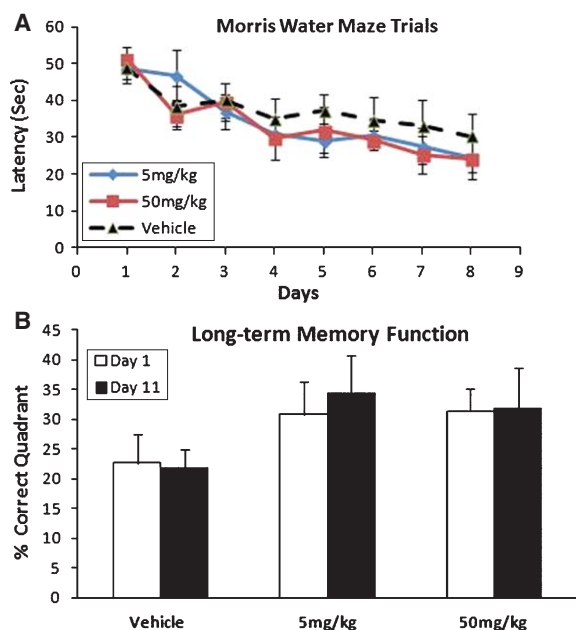 A
Morris Water Maze Trials
Latency (Sec)
60
50
40
30
20
10
0
5mg/kg
50mg/kg
Vehicle
0 1 2 3 4 5 6 7 8 9
Days
B
Long-term Memory Function
% Correct Quadrant
45
40
35
30
25
20
15
10
5
0
Day 1
Day 11
Vehicle 5mg/kg 50mg/kg